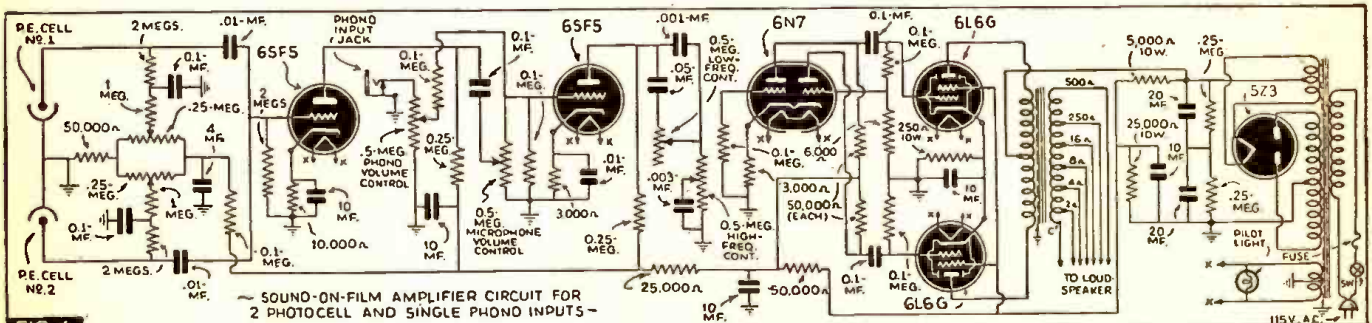 P.E. CELL
NO.1
2 MEGS.
.01-MF.
0.1-
MF.
1
MEG.
.25-MEG.
50,000Ω
4
MF.
.25-
MEG.
1
MEG.
0.1-
MF.
P.E. CELL
NO.2
2 MEGS.
.01-MF.
0.1-
MEG.
6SF5
2
MEGS
10
MF.
10,000Ω
PHONO
INPUT
JACK
0.1-
MEG.
.5-MEG.
PHONO
VOLUME
CONTROL
0.25-
MEG.
10
MF.
0.1-
MF.
0.1-
MEG.
0.5-
MEG.
MICROPHONE
VOLUME
CONTROL
6SF5
3,000Ω
.01-
MF.
.001-MF.
.05-
MF.
0.5-
MEG.
LOW-
FREQ.
CONT.
.003-
MF.
0.25-
MEG.
0.5-MEG.
HIGH-
FREQ.
CONT.
25,000Ω
10
MF.
50,000Ω
6N7
0.1-
MEG.
6,000
3,000Ω
50,000Ω
(EACH)
0.1-MF.
0.1-
MEG.
250Ω
10W.
10
MF.
0.1-
MF.
0.1-
MEG.
6L6G
6L6G
500Ω
250Ω
16Ω
8Ω
4Ω
2Ω
C
TO LOUD-
SPEAKER
5,000Ω
10W.
.25-
MEG.
20
MF.
25,000Ω
10W.
10
MF.
.25-
MEG.
20
MF.
5Z3
PILOT
LIGHT
FUSE
SW.
115V. A.C.
X
X
X
X
X
X
X
X
X
X
X
X
~ SOUND-ON-FILM AMPLIFIER CIRCUIT FOR
2 PHOTOCELL AND SINGLE PHONO INPUTS ~